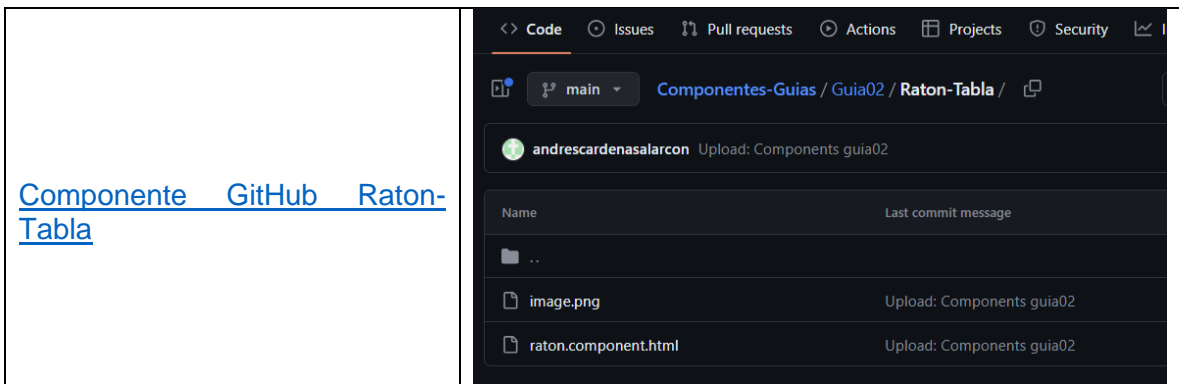 Componente GitHub Raton-
Tabla
Code Issues Pull requests Actions Projects Security
main Componentes-Guias / Guia02 / Raton-Tabla /
andrescardenasalarcon Upload: Components guia02
Name Last commit message
..
image.png Upload: Components guia02
raton.component.html Upload: Components guia02